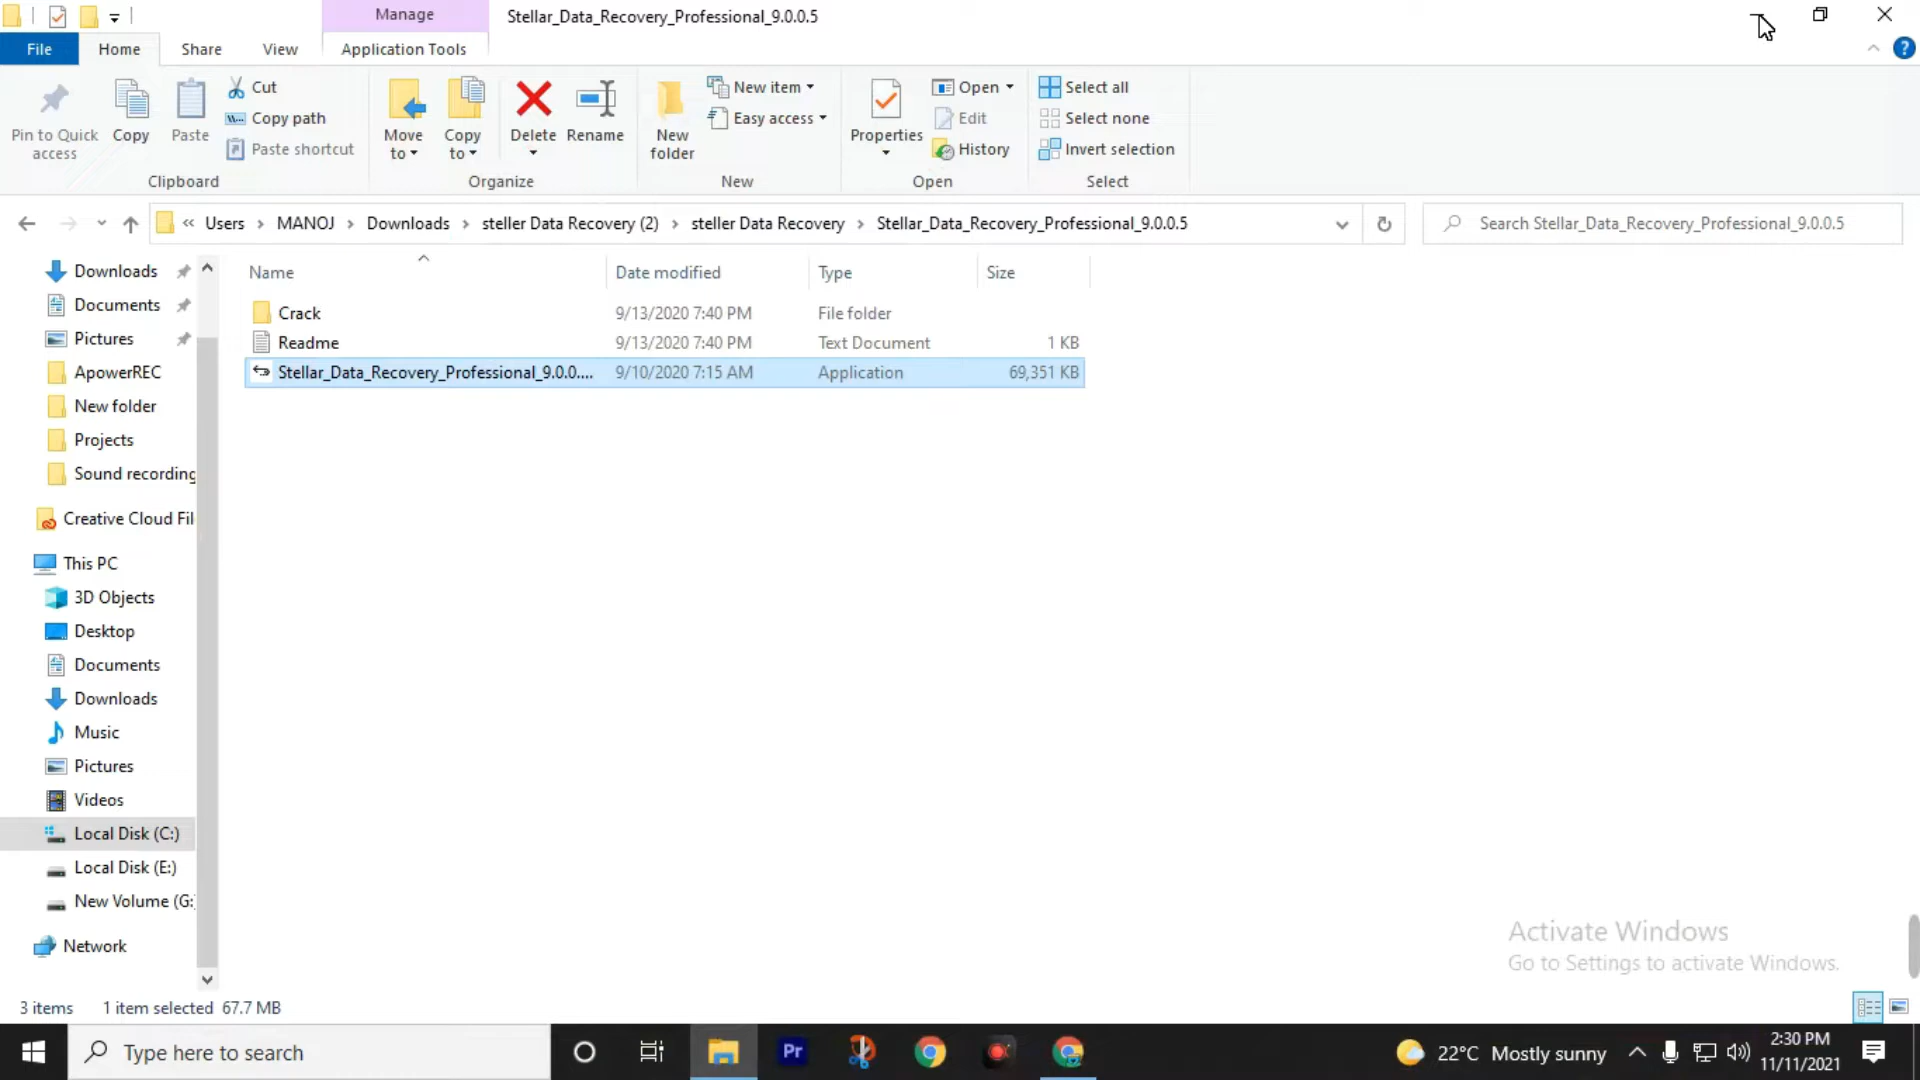 Manage
Stellar_Data_Recovery_Professional_9.0.0.5
File
Home
Share
View
Application Tools
Pin to Quick
access
Copy
Paste
Cut
Copy path
Paste shortcut
Clipboard
Move
to
Copy
to
Delete
Rename
Organize
New
folder
New item
Easy access
New
Properties
Open
Edit
History
Open
Select all
Select none
Invert selection
Select
« Users > MANOJ > Downloads > steller Data Recovery (2) > steller Data Recovery > Stellar_Data_Recovery_Professional_9.0.0.5
Search Stellar_Data_Recovery_Professional_9.0.0.5
Name Date modified Type Size
Crack 9/13/2020 7:40 PM File folder
Readme 9/13/2020 7:40 PM Text Document 1 KB
Stellar_Data_Recovery_Professional_9.0.0.... 9/10/2020 7:15 AM Application 69,351 KB
Downloads
Documents
Pictures
ApowerREC
New folder
Projects
Sound recording
Creative Cloud Fil
This PC
3D Objects
Desktop
Documents
Downloads
Music
Pictures
Videos
Local Disk (C:)
Local Disk (E:)
New Volume (G:
Network
Activate Windows
Go to Settings to activate Windows.
3 items 1 item selected 67.7 MB
Type here to search
Pr
22°C Mostly sunny
2:30 PM
11/11/2021